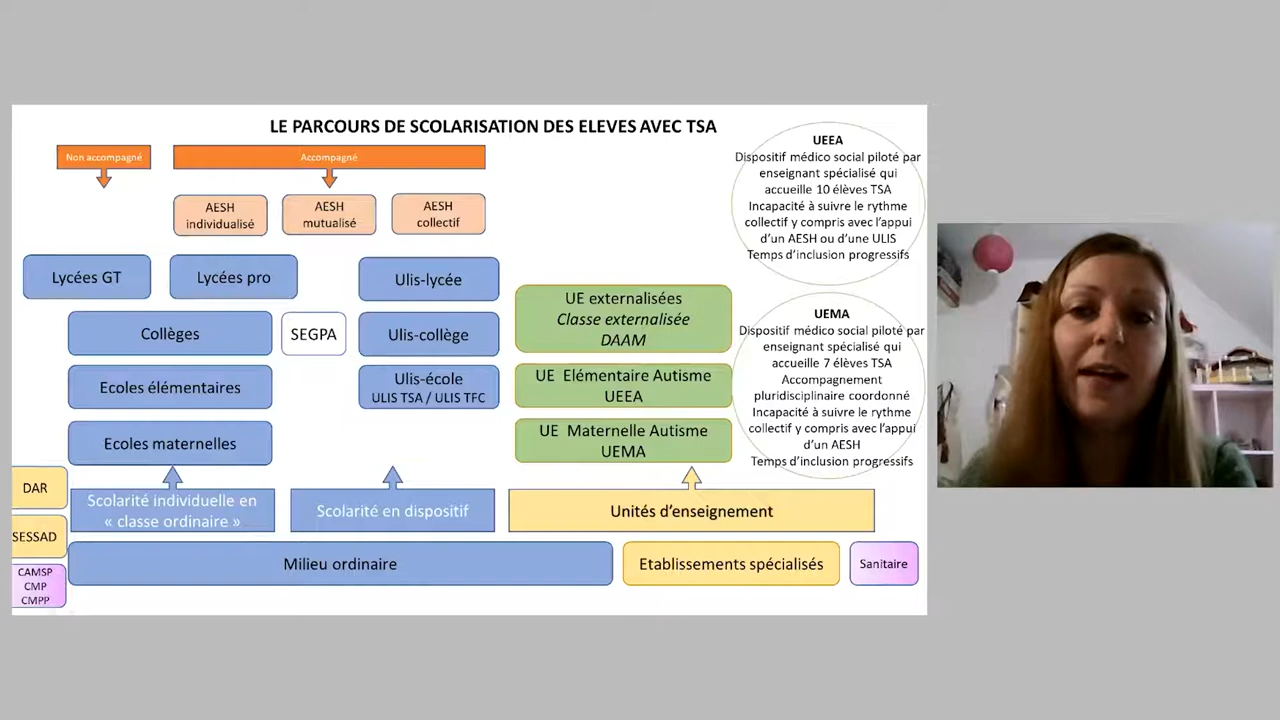 LE PARCOURS DE SCOLARISATION DES ELEVES AVEC TSA
Non accompagné
Accompagné
AESH
individualisé
AESH
mutualisé
AESH
collectif
Lycées GT
Lycées pro
Ulis-lycée
Collèges
SEGPA
Ulis-collège
Ecoles élémentaires
Ulis-école
ULIS TSA / ULIS TFC
Ecoles maternelles
UE externalisées
Classe externalisée
DAAM
UE Elémentaire Autisme
UEEA
UE Maternelle Autisme
UEMA
UEEA
Dispositif médico social piloté par
enseignant spécialisé qui
accueille 10 élèves TSA
Incapacité à suivre le rythme
collectif y compris avec l'appui
d'un AESH ou d'une ULIS
Temps d'inclusion progressifs
UEMA
Dispositif médico social piloté par
enseignant spécialisé qui
accueille 7 élèves TSA
Accompagnement
pluridisciplinaire coordonné
Incapacité à suivre le rythme
collectif y compris avec l'appui
d'un AESH
Temps d'inclusion progressifs
DAR
SESSAD
CAMSP
CMP
CMPP
Scolarité individuelle en
« classe ordinaire »
Scolarité en dispositif
Unités d'enseignement
Milieu ordinaire
Etablissements spécialisés
Sanitaire